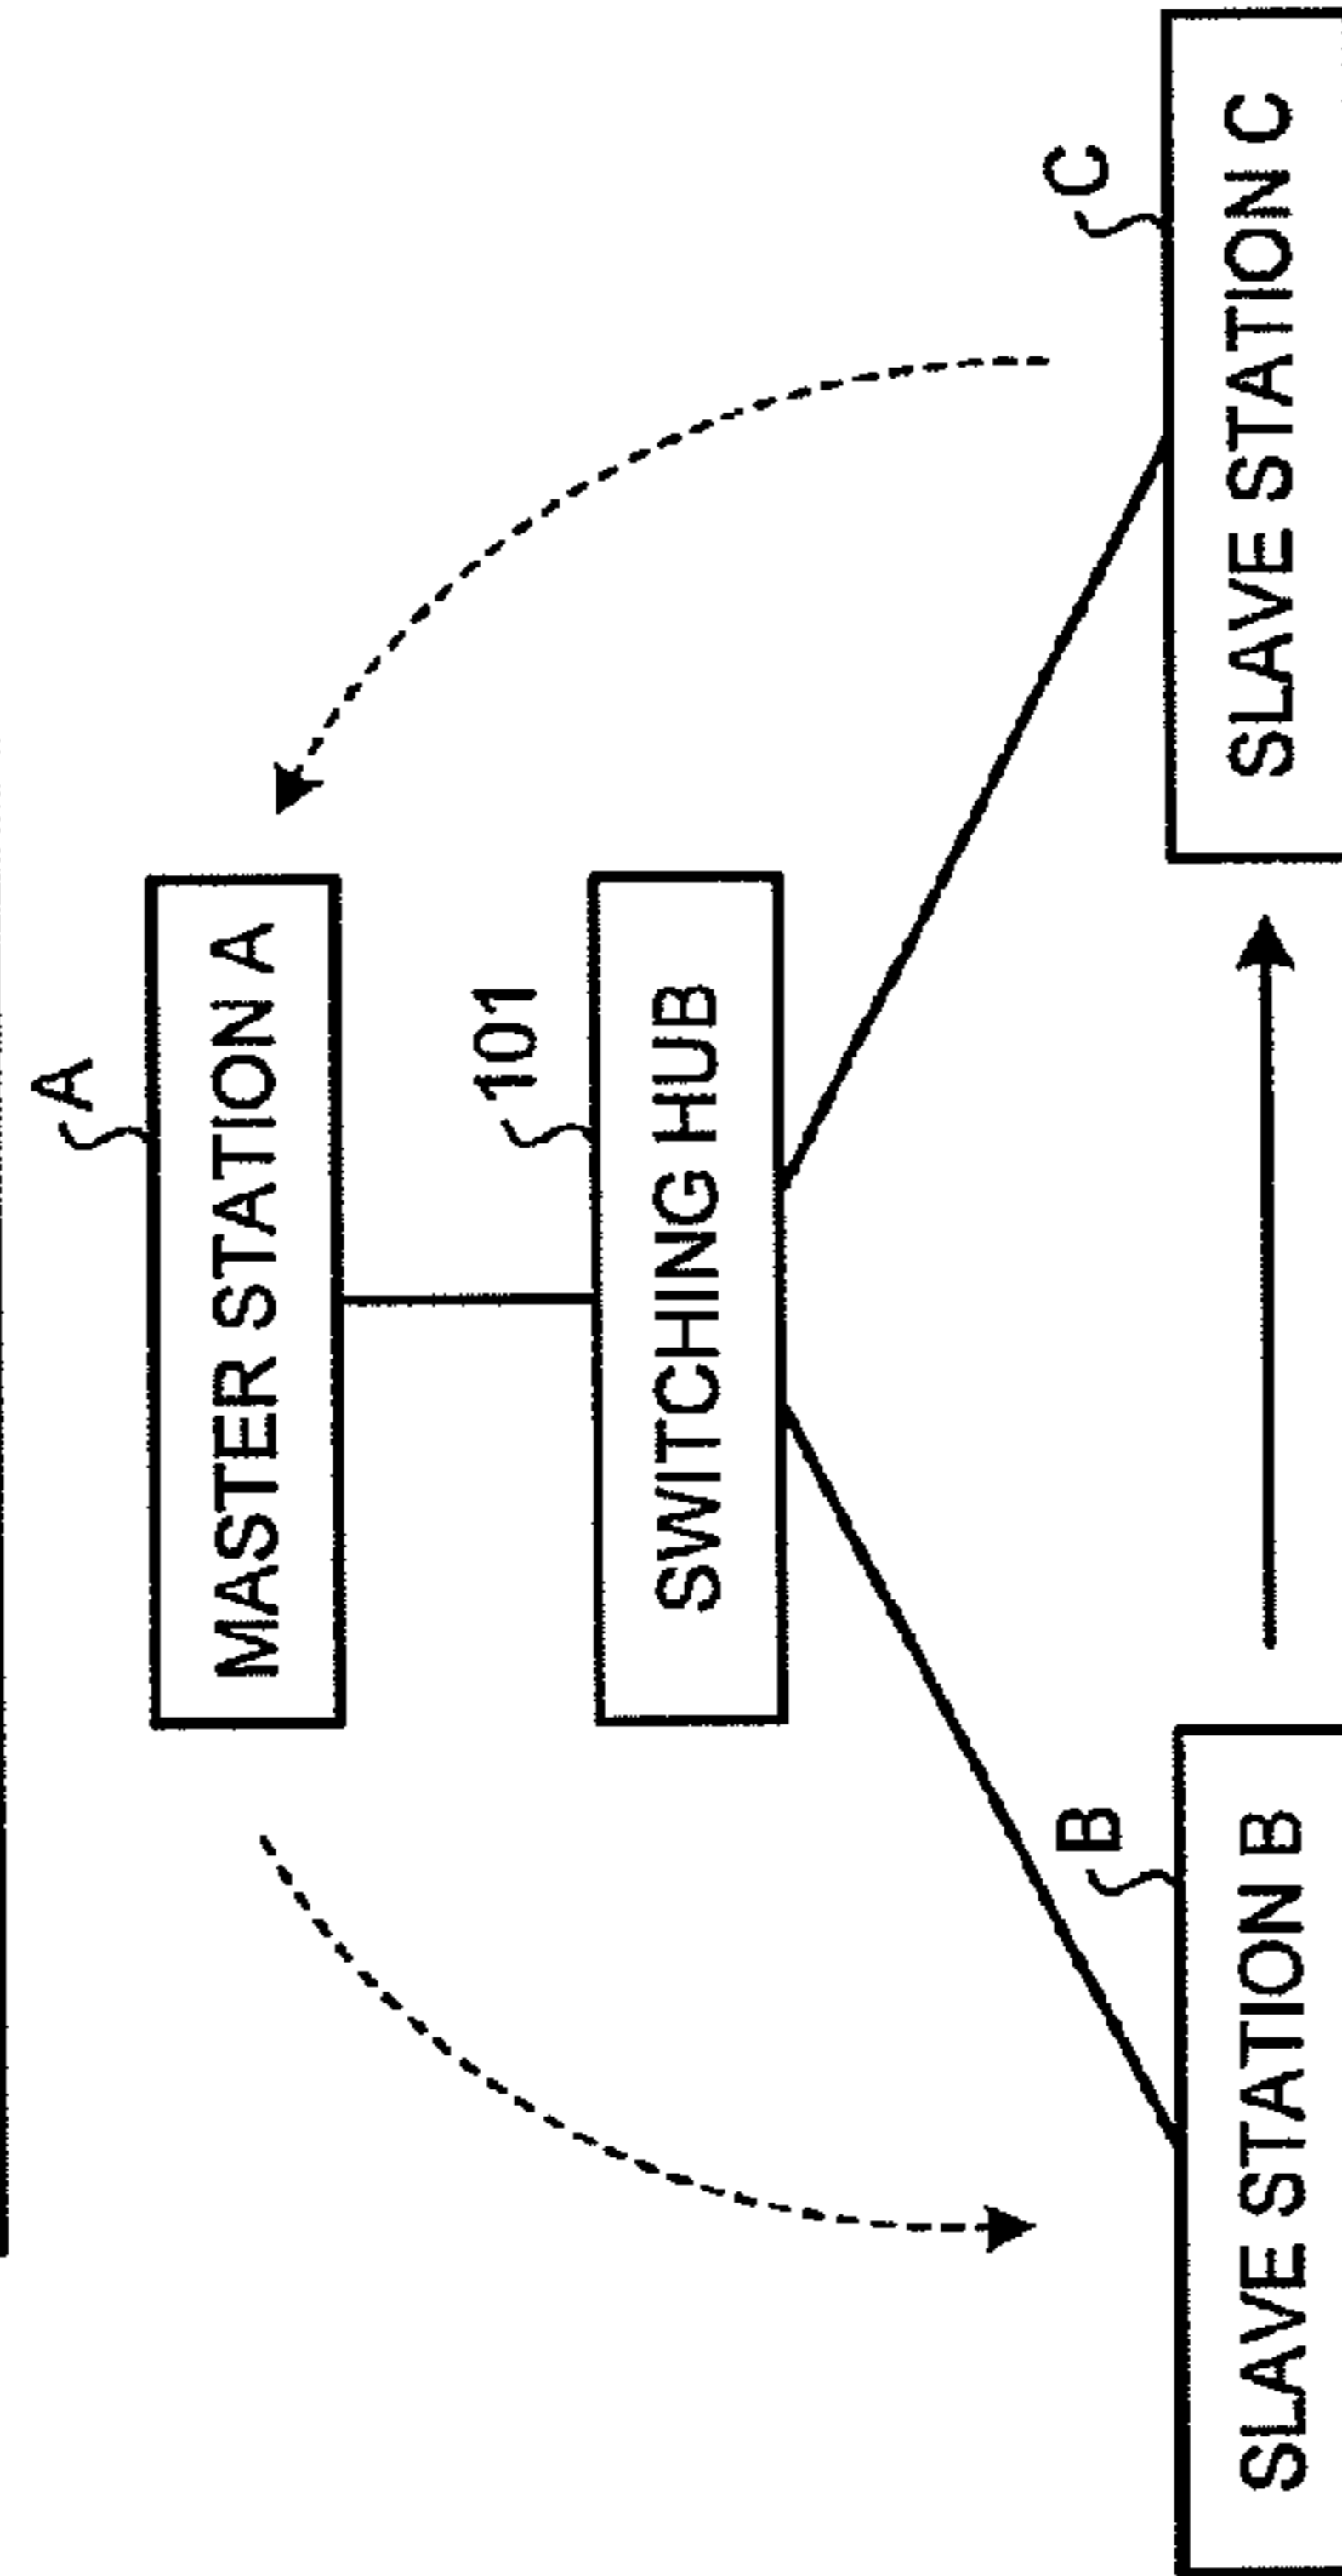 A
MASTER STATION A
101
SWITCHING HUB
B
SLAVE STATION B
C
SLAVE STATION C